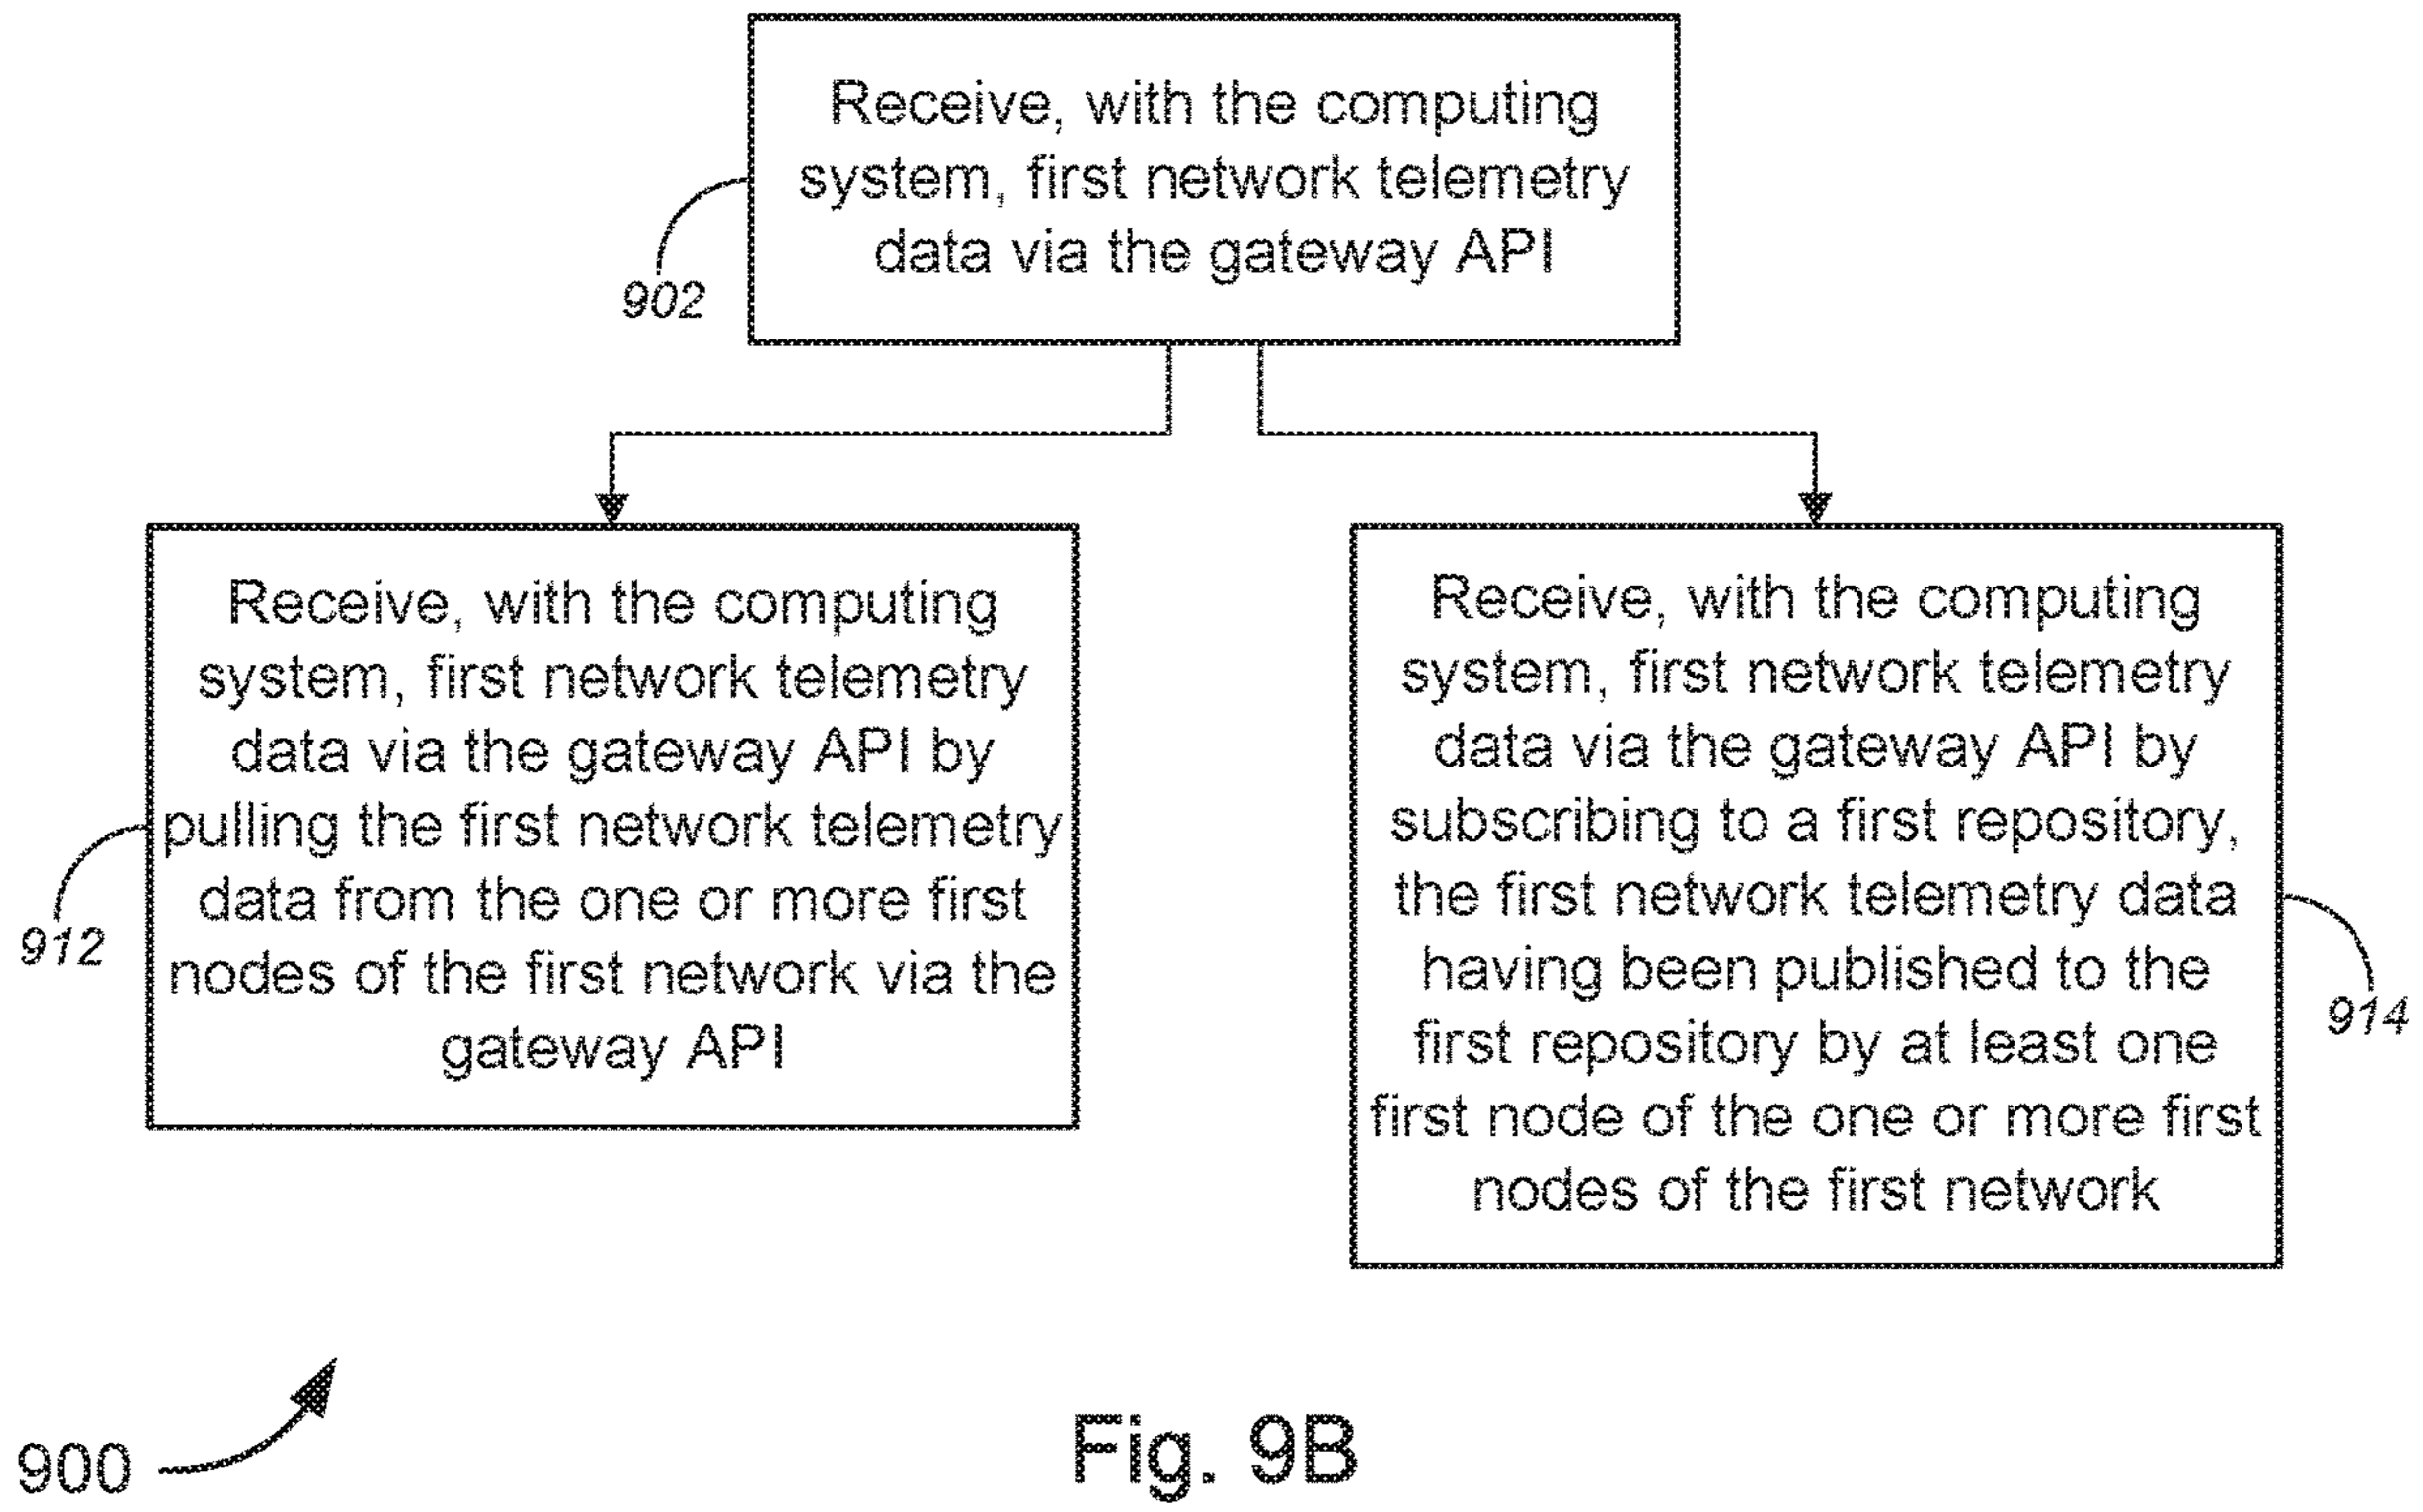 Receive, with the computing
system, first network telemetry
data via the gateway API
902
Receive, with the computing
system, first network telemetry
data via the gateway API by
pulling the first network telemetry
data from the one or more first
nodes of the first network via the
gateway API
912
Receive, with the computing
system, first network telemetry
data via the gateway API by
subscribing to a first repository,
the first network telemetry data
having been published to the
first repository by at least one
first node of the one or more first
nodes of the first network
914
900
Fig. 9B